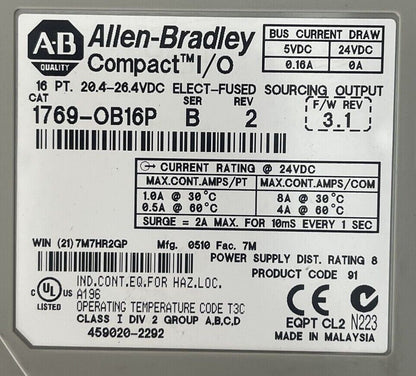 A-B
QUALITY
Allen-Bradley
Compact™ I/O
BUS CURRENT DRAW
5VDC 24VDC
0.16A 0A
16 PT. 20.4-26.4VDC ELECT-FUSED SOURCING OUTPUT
CAT SER REV F/W REV
1769-OB16P B 2 3.1
CURRENT RATING @ 24VDC
MAX.CONT.AMPS/PT MAX.CONT.AMPS/COM
1.0A @ 30°C 8A @ 30°C
0.5A @ 60°C 4A @ 60°C
SURGE = 2A MAX. FOR 10mS EVERY 1 SEC
WIN (21) 7M7HR2GP Mfg. 0510 Fac. 7M
POWER SUPPLY DIST. RATING 8
PRODUCT CODE 91
C UL US
LISTED
IND.CONT.EQ.FOR HAZ.LOC.
A196
OPERATING TEMPERATURE CODE T3C
CLASS I DIV 2 GROUP A,B,C,D
459020-2292
CE
EQPT CL2 N223
MADE IN MALAYSIA